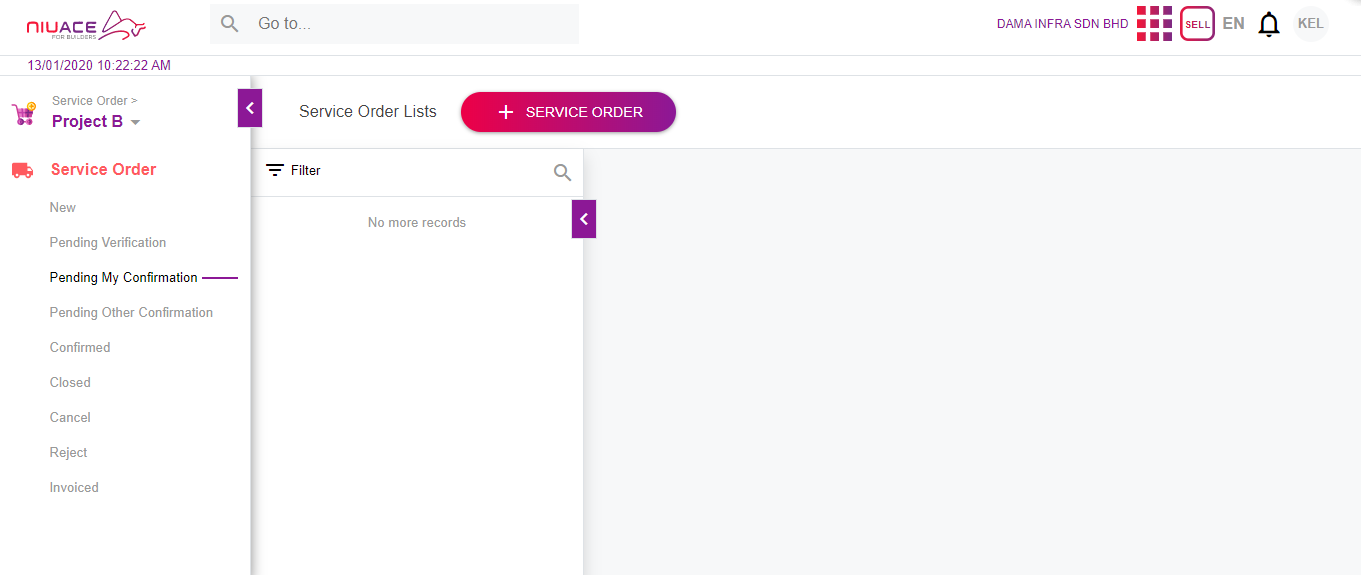 NIUACE
FOR BUILDERS
Go to...
DAMA INFRA SDN BHD
SELL
EN
KEL
13/01/2020 10:22:22 AM
Service Order >
Project B
Service Order
New
Pending Verification
Pending My Confirmation
Pending Other Confirmation
Confirmed
Closed
Cancel
Reject
Invoiced
Service Order Lists
+ SERVICE ORDER
Filter
No more records